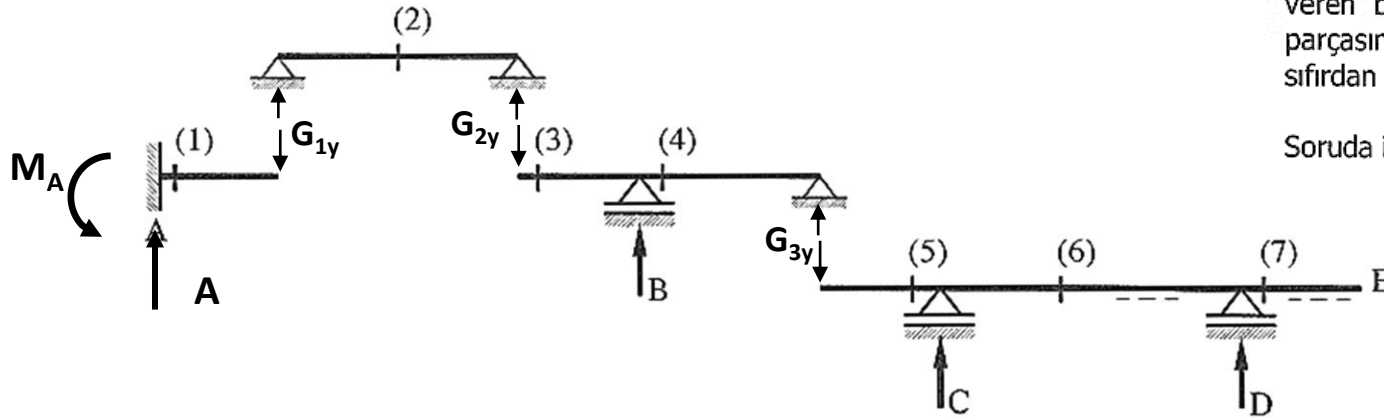 (2)
veren b
parçasın
sıfırdan
Soruda i
G1y
G2y
(1)
(3)
(4)
MA
A
A
B
G3y
(5)
(6)
(7)
E
C
D